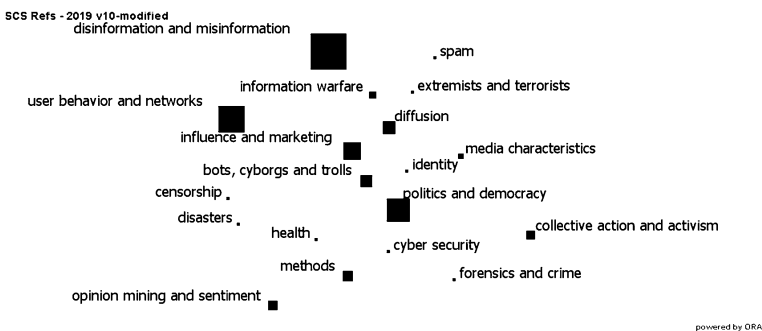 SCS Refs - 2019 v10-modified
disinformation and misinformation
spam
information warfare
extremists and terrorists
user behavior and networks
diffusion
influence and marketing
media characteristics
bots, cyborgs and trolls
identity
censorship
politics and democracy
disasters
collective action and activism
health
cyber security
methods
forensics and crime
opinion mining and sentiment
powered by ORA